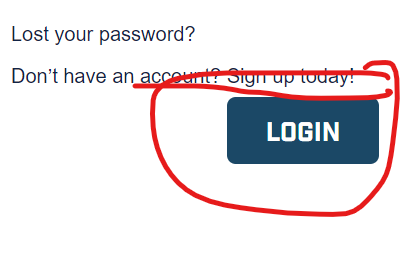 Lost your password?
Don't have an account? Sign up today!
LOGIN